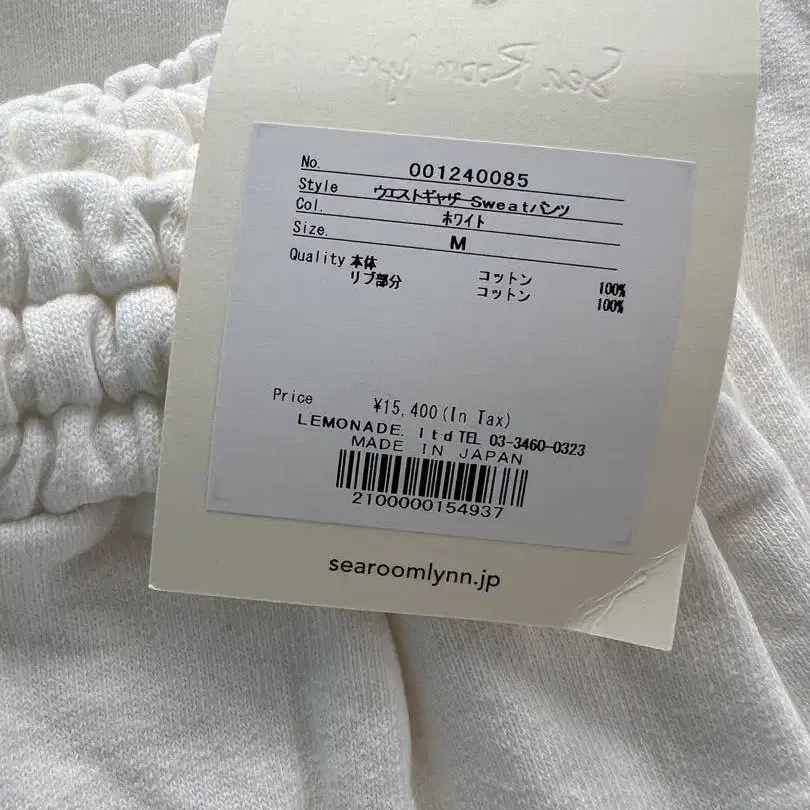 Sea Room lynn
No. 001240085
Style ウエストギャザ Sweatパンツ
Col. ホワイト
Size. M
Quality 本体 コットン 100%
リブ部分 コットン 100%
Price ¥15,400(In Tax)
LEMONADE. ltd TEL 03-3460-0323
MADE IN JAPAN
2100000154937
searoomlynn.jp